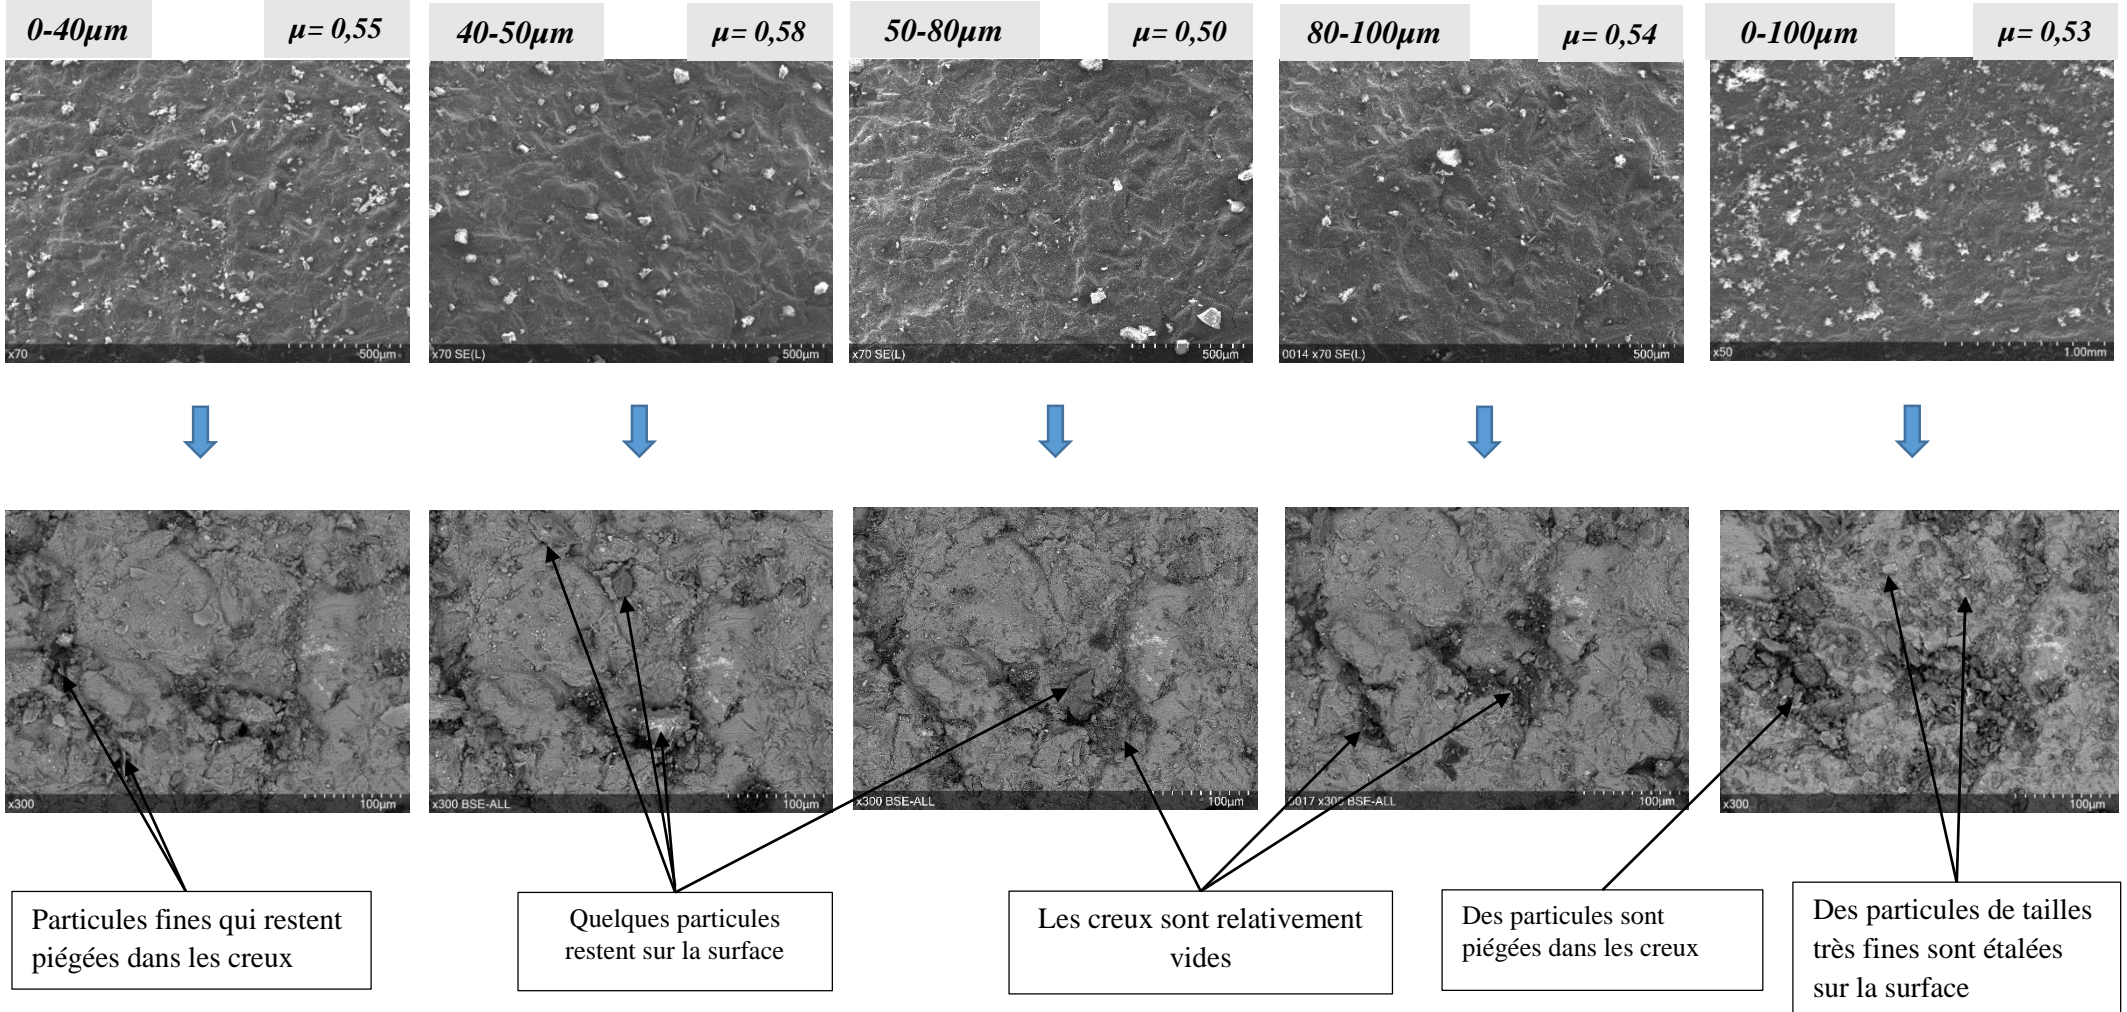 0-40µm
µ= 0,55
40-50µm
µ= 0,58
50-80µm
µ= 0,50
80-100µm
µ= 0,54
0-100µm
µ= 0,53
x70
500µm
x70 SE(L)
500µm
x70 SE(L)
500µm
0014 x70 SE(L)
500µm
x50
1.00mm
x300
100µm
x300 BSE-ALL
100µm
x300 BSE-ALL
100µm
0017 x300 BSE-ALL
100µm
x300
100µm
Particules fines qui restent
piégées dans les creux
Quelques particules
restent sur la surface
Les creux sont relativement
vides
Des particules sont
piégées dans les creux
Des particules de tailles
très fines sont étalées
sur la surface